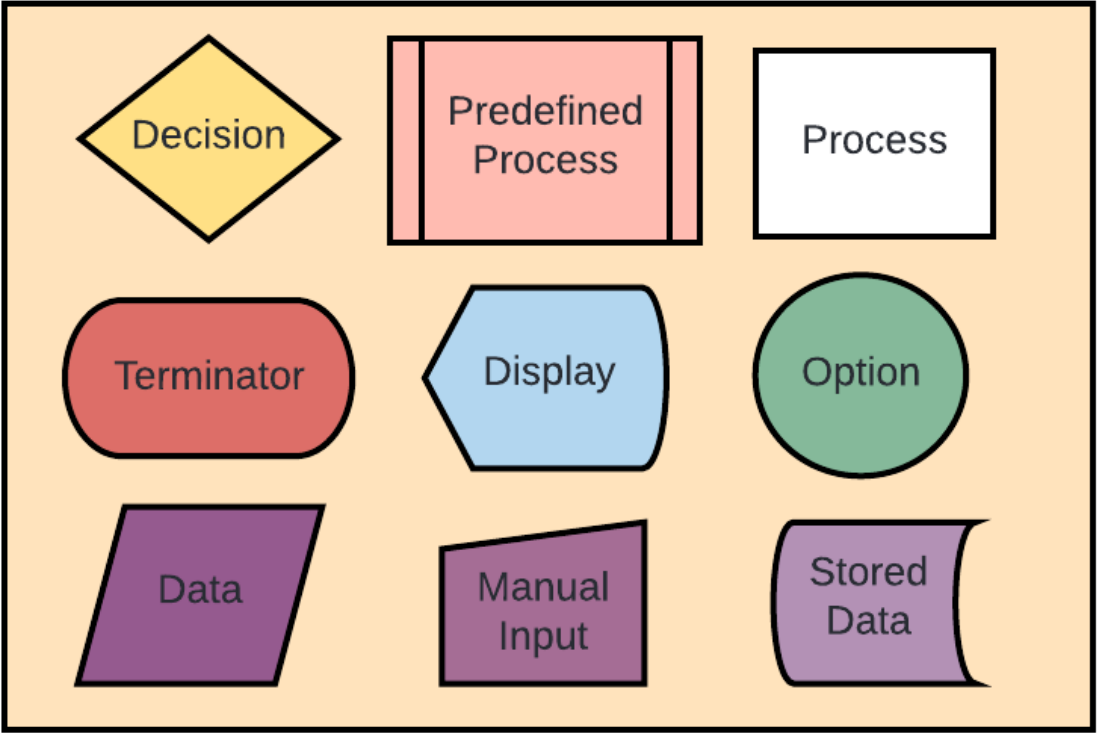 Decision
Predefined
Process
Process
Terminator
Display
Option
Data
Manual
Input
Stored
Data